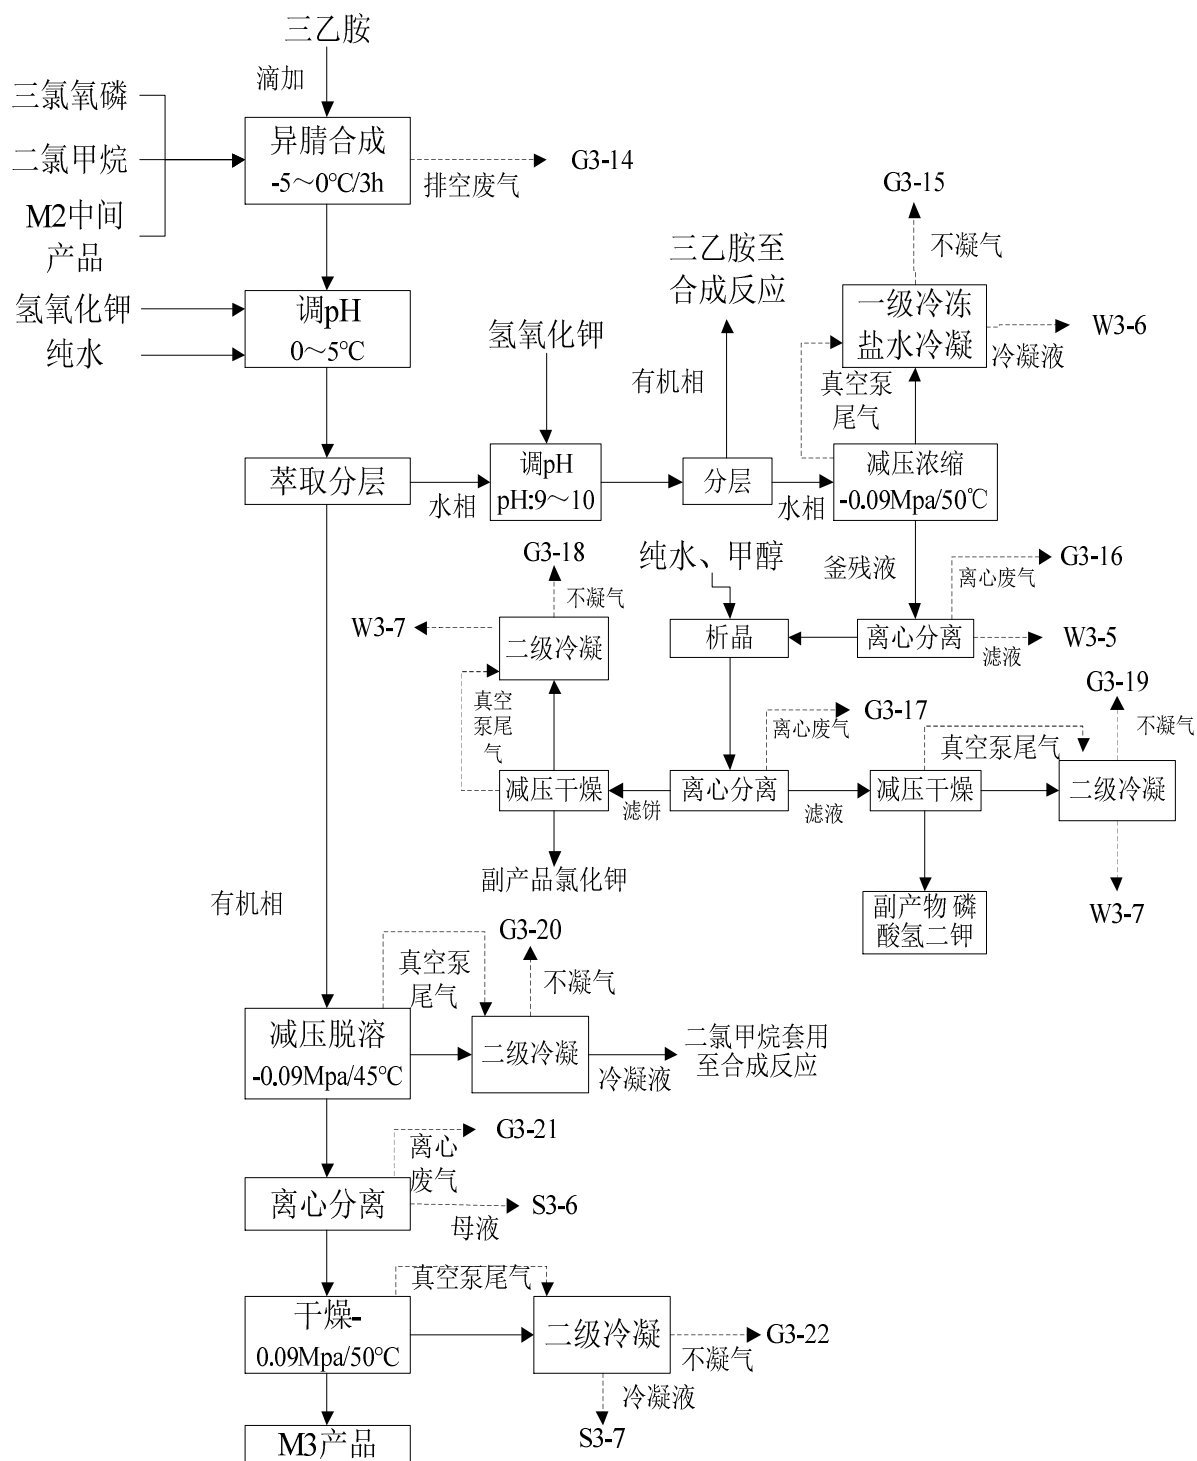 三乙胺
滴加
三氯氧磷
二氯甲烷
M2中间
产品
异腈合成
-5～0℃/3h
排空废气
G3-14
氢氧化钾
纯水
调pH
0～5℃
氢氧化钾
三乙胺至
合成反应
有机相
G3-15
不凝气
一级冷冻
盐水冷凝
W3-6
冷凝液
真空泵
尾气
萃取分层
水相
调pH
pH:9～10
分层
水相
减压浓缩
-0.09Mpa/50℃
釜残液
G3-16
离心废气
离心分离
W3-5
滤液
纯水、甲醇
析晶
G3-18
不凝气
W3-7
二级冷凝
真空
泵尾
气
减压干燥
滤饼
离心分离
G3-17
离心废气
滤液
减压干燥
真空泵尾气
G3-19
不凝气
二级冷凝
W3-7
副产品氯化钾
副产物 磷
酸氢二钾
有机相
G3-20
不凝气
真空泵
尾气
减压脱溶
-0.09Mpa/45℃
二级冷凝
冷凝液
二氯甲烷套用
至合成反应
G3-21
离心
废气
离心分离
S3-6
母液
真空泵尾气
干燥-
0.09Mpa/50℃
二级冷凝
G3-22
不凝气
冷凝液
S3-7
M3产品